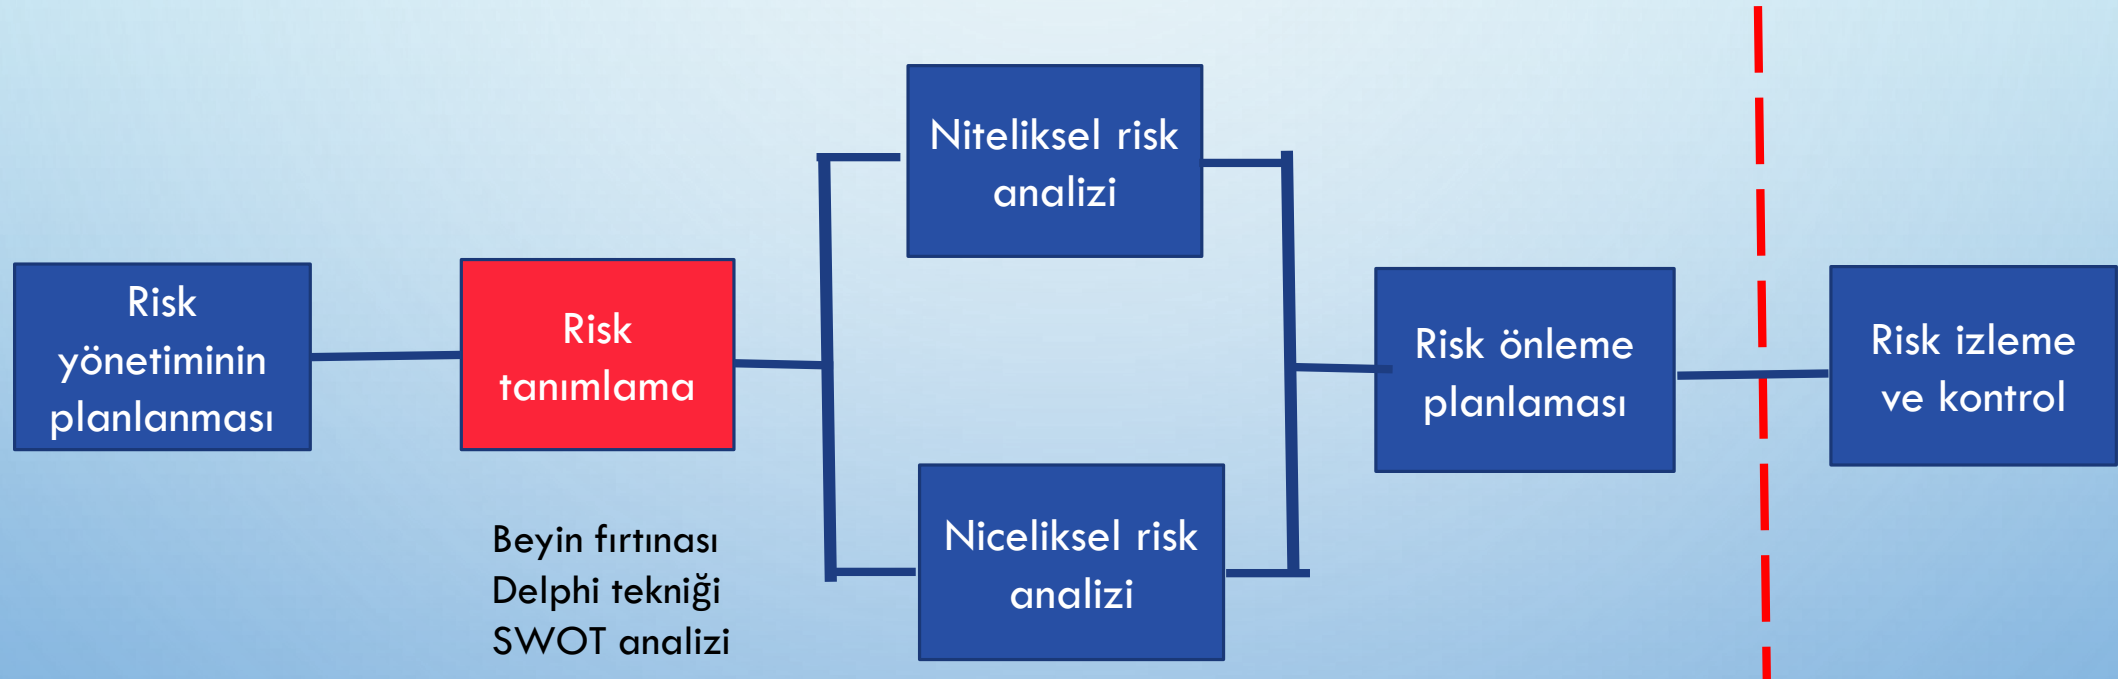 Risk
yönetiminin
planlanması
Risk
tanımlama
Beyin fırtınası
Delphi tekniği
SWOT analizi
Niteliksel risk
analizi
Niceliksel risk
analizi
Risk önleme
planlaması
Risk izleme
ve kontrol